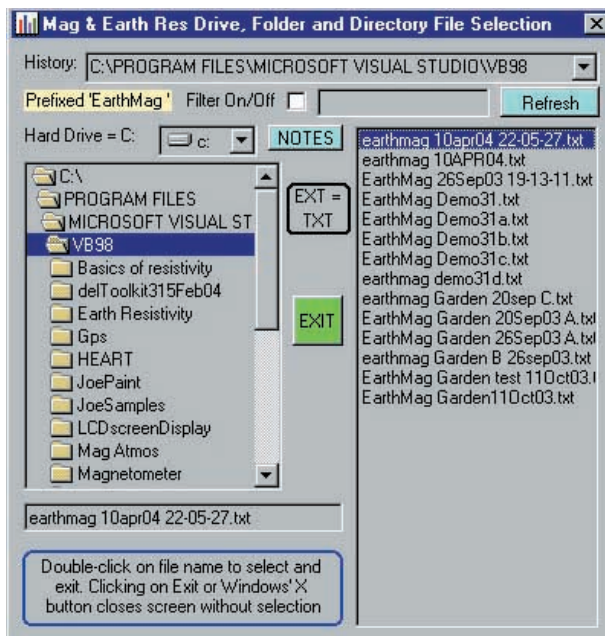 Mag & Earth Res Drive, Folder and Directory File Selection
History: C:\PROGRAM FILES\MICROSOFT VISUAL STUDIO\VB98
Prefixed 'EarthMag ' Filter On/Off Refresh
Hard Drive = C: c: NOTES
C:\
PROGRAM FILES
MICROSOFT VISUAL ST
VB98
Basics of resistivity
delToolkit315Feb04
Earth Resistivity
Gps
HEART
JoePaint
JoeSamples
LCDscreenDisplay
Mag Atmos
Magnetometer
EXT =
TXT
EXIT
earthmag 10apr04 22-05-27.txt
earthmag 10APR04.txt
EarthMag 26Sep03 19-13-11.txt
EarthMag Demo31.txt
EarthMag Demo31a.txt
EarthMag Demo31b.txt
EarthMag Demo31c.txt
earthmag demo31d.txt
earthmag Garden 20sep C.txt
EarthMag Garden 20Sep03 A.txt
EarthMag Garden 26Sep03 A.txt
earthmag Garden B 26sep03.txt
EarthMag Garden test 11Oct03.t
EarthMag Garden11Oct03.txt
earthmag 10apr04 22-05-27.txt
Double-click on file name to select and
exit. Clicking on Exit or Windows' X
button closes screen without selection